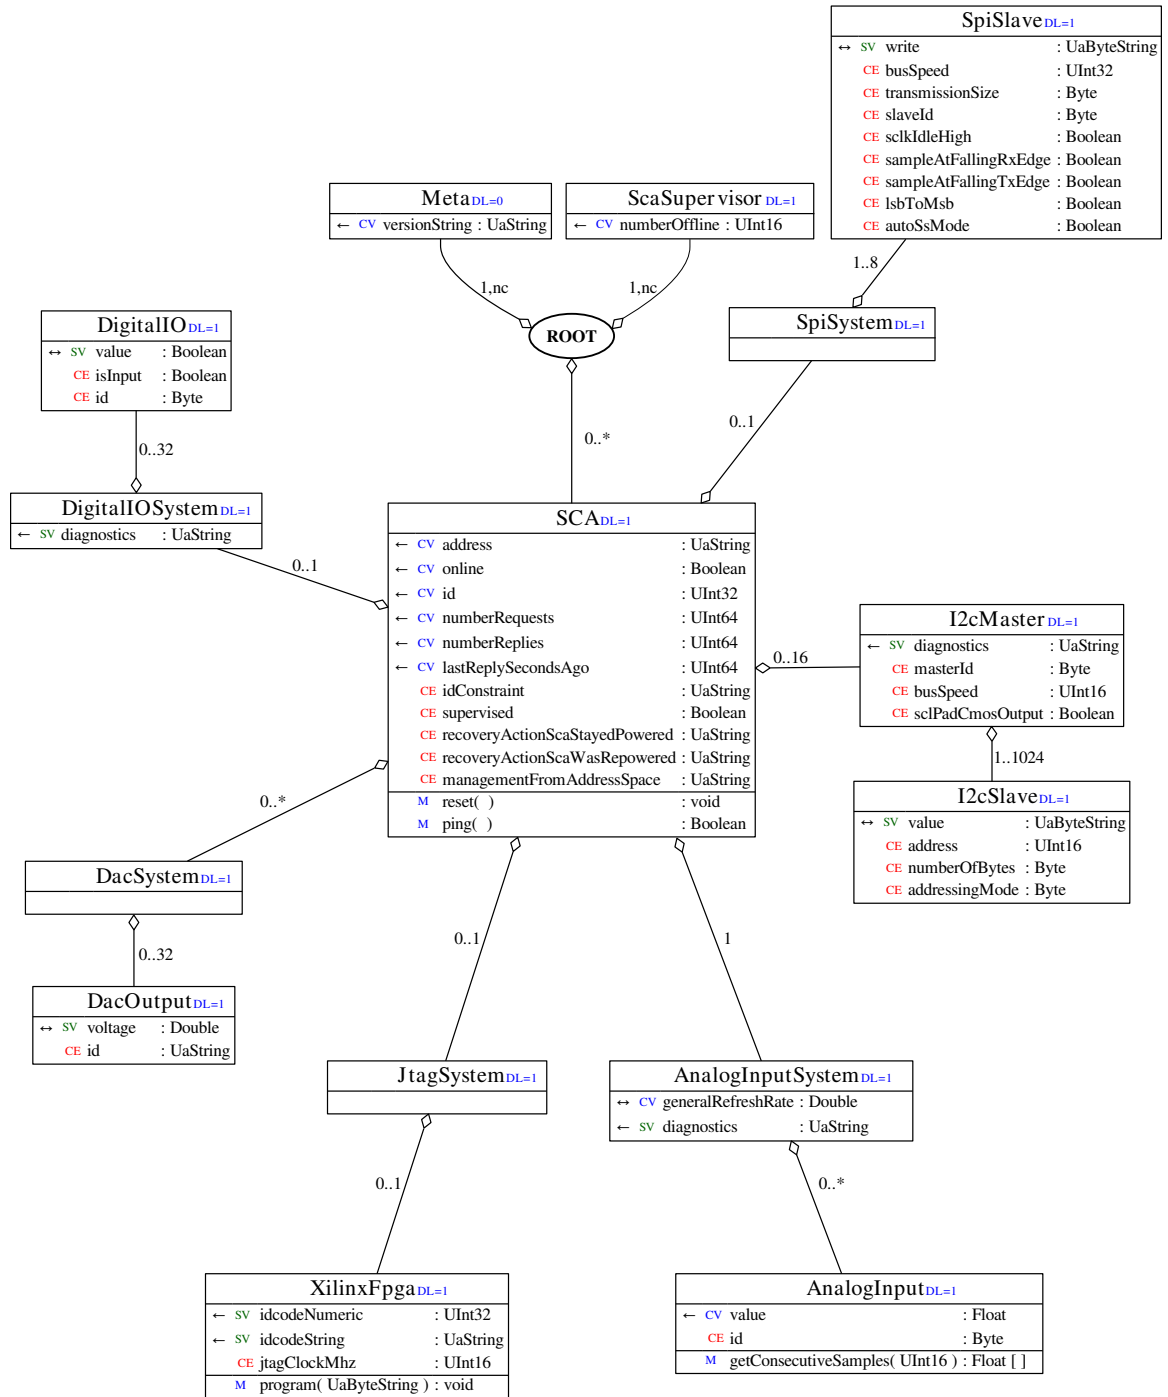 SpiSlave DL=1
↔ SV write : UaByteString
CE busSpeed : UInt32
CE transmissionSize : Byte
CE slaveId : Byte
CE sclkIdleHigh : Boolean
CE sampleAtFallingRxEdge : Boolean
CE sampleAtFallingTxEdge : Boolean
CE lsbToMsb : Boolean
CE autoSsMode : Boolean
Meta DL=0
← CV versionString : UaString
ScaSupervisor DL=1
← CV numberOffline : UInt16
1..8
1,nc
1,nc
ROOT
SpiSystem DL=1
DigitalIO DL=1
↔ SV value : Boolean
CE isInput : Boolean
CE id : Byte
0..32
0..*
0..1
DigitalIOSystem DL=1
← SV diagnostics : UaString
0..1
SCA DL=1
← CV address : UaString
← CV online : Boolean
← CV id : UInt32
← CV numberRequests : UInt64
← CV numberReplies : UInt64
← CV lastReplySecondsAgo : UInt64
CE idConstraint : UaString
CE supervised : Boolean
CE recoveryActionScaStayedPowered : UaString
CE recoveryActionScaWasRepowered : UaString
CE managementFromAddressSpace : UaString
M reset( ) : void
M ping( ) : Boolean
0..16
I2cMaster DL=1
← SV diagnostics : UaString
CE masterId : Byte
CE busSpeed : UInt16
CE sclPadCmosOutput : Boolean
1..1024
I2cSlave DL=1
↔ SV value : UaByteString
CE address : UInt16
CE numberOfBytes : Byte
CE addressingMode : Byte
0..*
DacSystem DL=1
0..32
DacOutput DL=1
↔ SV voltage : Double
CE id : UaString
0..1
1
JtagSystem DL=1
AnalogInputSystem DL=1
↔ CV generalRefreshRate : Double
← SV diagnostics : UaString
0..1
0..*
XilinxFpga DL=1
← SV idcodeNumeric : UInt32
← SV idcodeString : UaString
CE jtagClockMhz : UInt16
M program( UaByteString ) : void
AnalogInput DL=1
← CV value : Float
CE id : Byte
M getConsecutiveSamples( UInt16 ) : Float [ ]